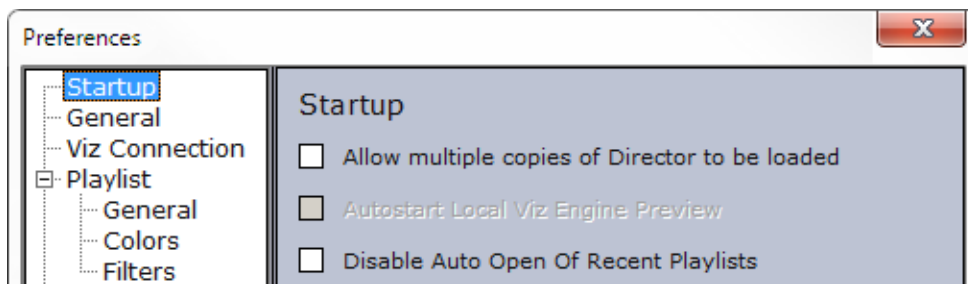 Preferences
Startup
General
Viz Connection
Playlist
General
Colors
Filters
Startup
Allow multiple copies of Director to be loaded
Autostart Local Viz Engine Preview
Disable Auto Open Of Recent Playlists